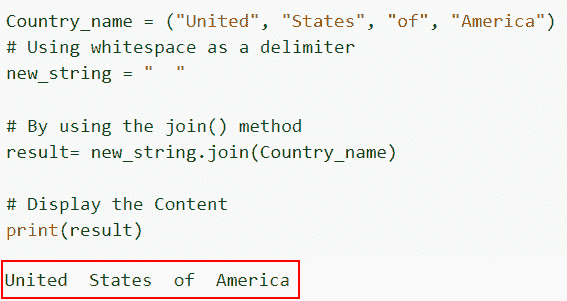 Country_name = ("United", "States", "of", "America")
# Using whitespace as a delimiter
new_string = "  "
# By using the join() method
result= new_string.join(Country_name)
# Display the Content
print(result)
United  States  of  America